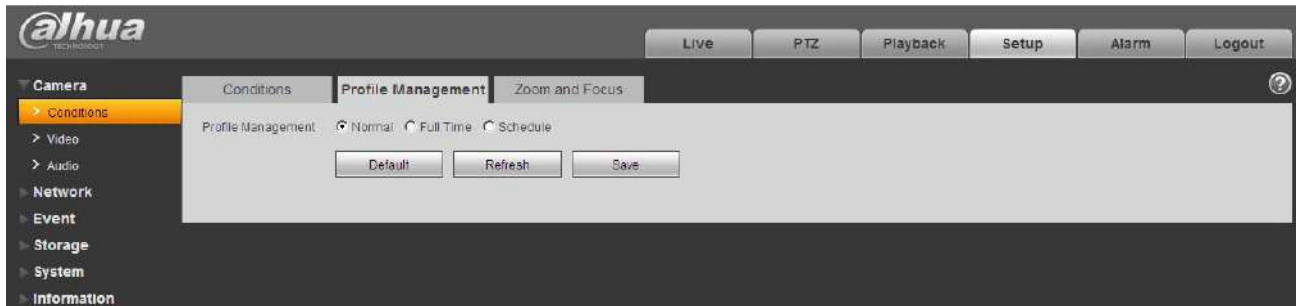 alhua
TECHNOLOGY
Live PTZ Playback Setup Alarm Logout
Camera
Conditions
Video
Audio
Network
Event
Storage
System
Information
Conditions Profile Management Zoom and Focus
?
Profile Management Normal Full Time Schedule
Default Refresh Save